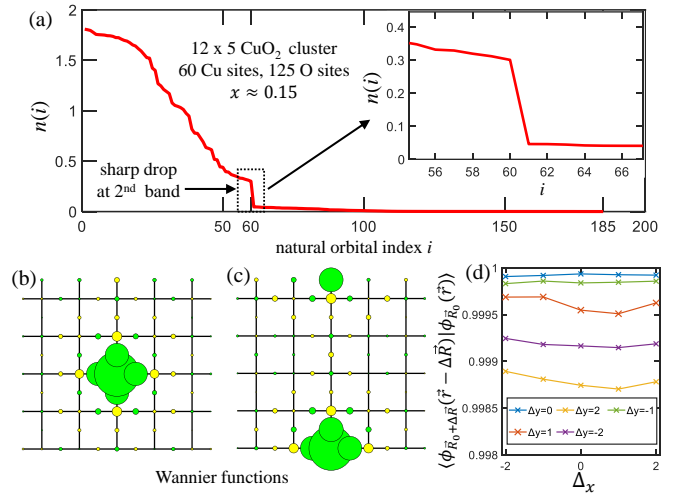 (a)
2
1.5
1
0.5
0
n(i)
12 x 5 CuO₂ cluster
60 Cu sites, 125 O sites
x ≈ 0.15
sharp drop
at 2ⁿᵈ band
0 50 60 100 150 185 200
natural orbital index i
0.4
0.3
0.2
0.1
0
n(i)
56 58 60 62 64 66
i
(b)
(c)
Wannier functions
(d)
⟨ϕ_{R⃗₀+ΔR⃗}(r⃗ − ΔR⃗)|ϕ_{R⃗₀}(r⃗)⟩
1
0.9995
0.999
0.9985
0.998
Δy=0 Δy=2 Δy=-1
Δy=1 Δy=-2
-2 0 2
Δₓ